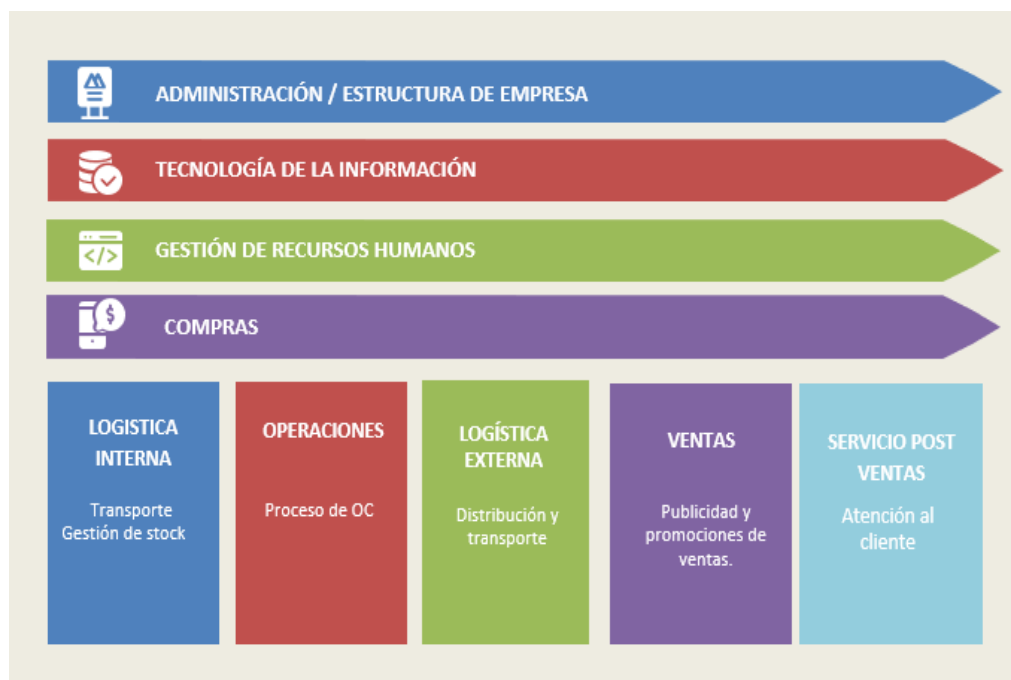 ADMINISTRACIÓN / ESTRUCTURA DE EMPRESA
TECNOLOGÍA DE LA INFORMACIÓN
</>
GESTIÓN DE RECURSOS HUMANOS
$
COMPRAS
LOGISTICA
INTERNA
Transporte
Gestión de stock
OPERACIONES
Proceso de OC
LOGÍSTICA
EXTERNA
Distribución y
transporte
VENTAS
Publicidad y
promociones de
ventas.
SERVICIO POST
VENTAS
Atención al
cliente